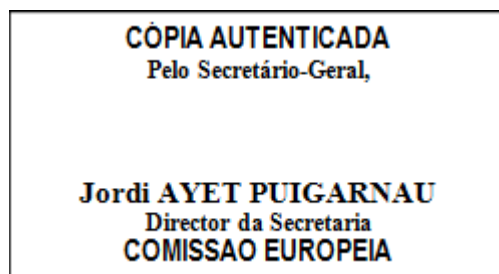 CÓPIA AUTENTICADA
Pelo Secretário-Geral,
Jordi AYET PUIGARNAU
Director da Secretaria
COMISSAO EUROPEIA